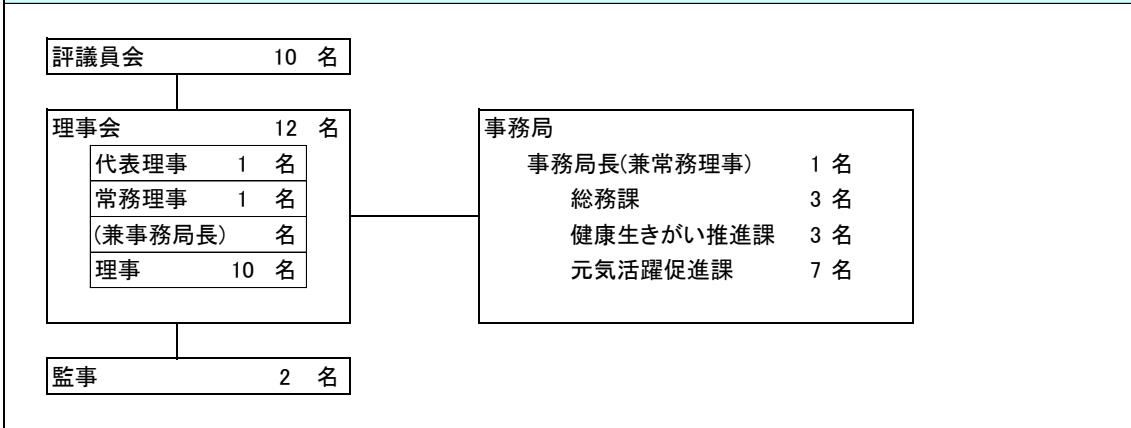 評議員会 10 名
理事会 12 名
代表理事 1 名
常務理事 1 名
(兼事務局長) 名
理事 10 名
監事 2 名
事務局
事務局長(兼常務理事) 1 名
総務課 3 名
健康生きがい推進課 3 名
元気活躍促進課 7 名